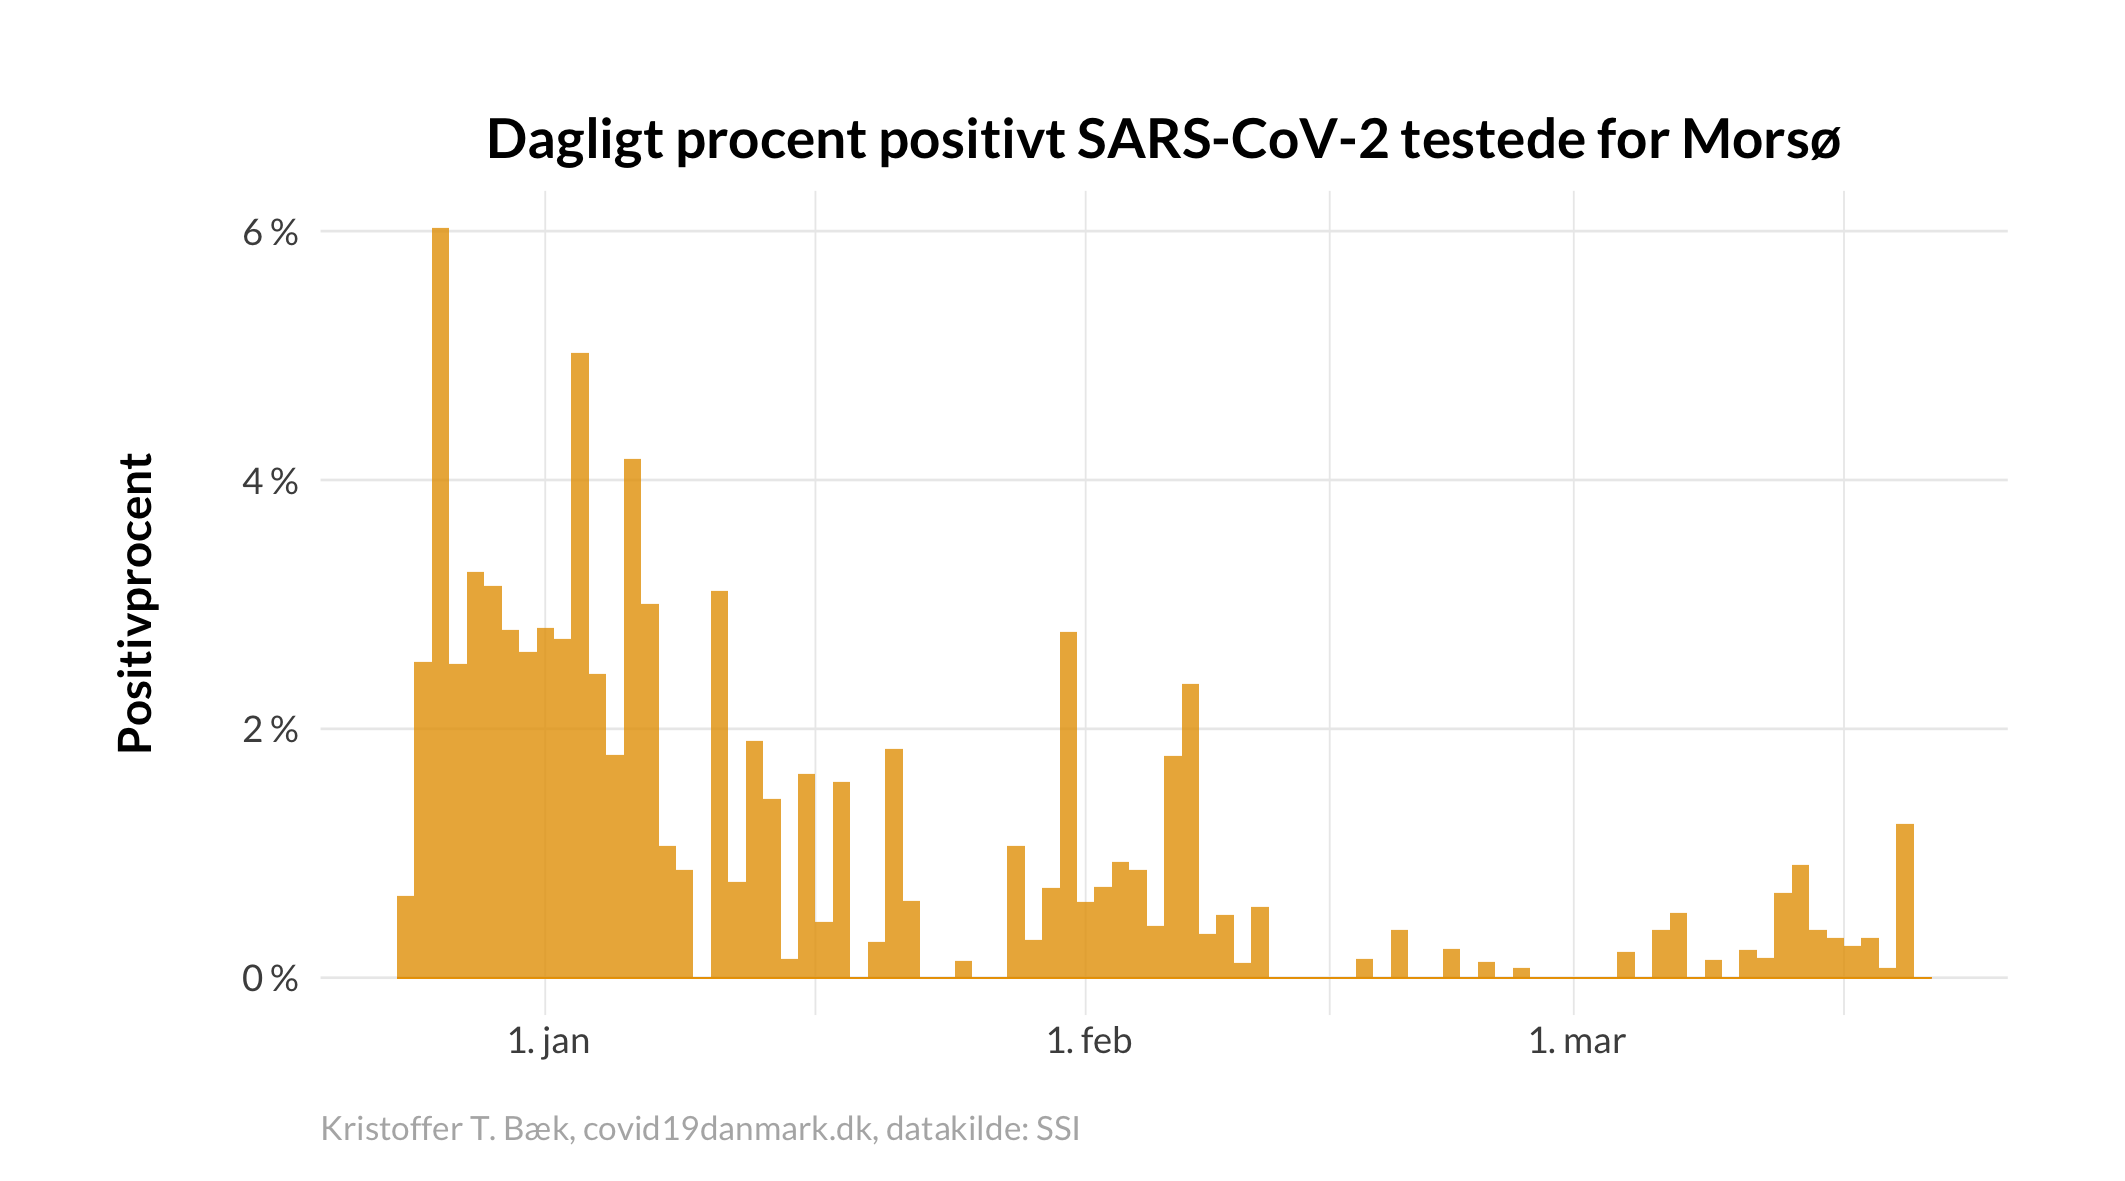 Dagligt procent positivt SARS-CoV-2 testede for Morsø
Positivprocent
6 %
4 %
2 %
0 %
1. jan
1. feb
1. mar
Kristoffer T. Bæk, covid19danmark.dk, datakilde: SSI